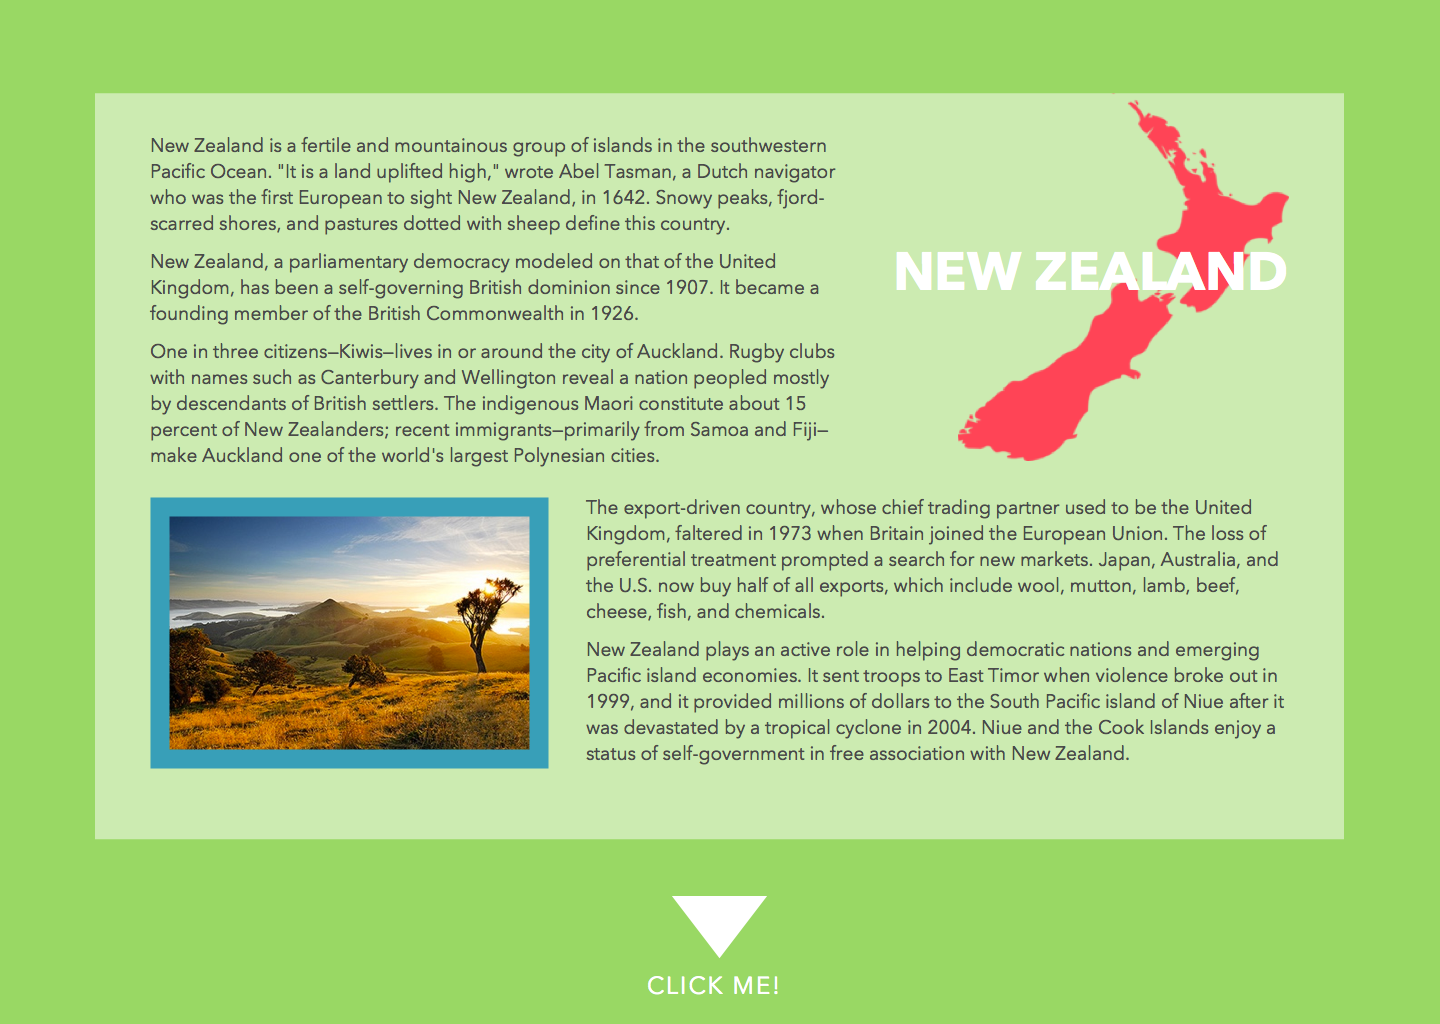 New Zealand is a fertile and mountainous group of islands in the southwestern
Pacific Ocean. "It is a land uplifted high," wrote Abel Tasman, a Dutch navigator
who was the first European to sight New Zealand, in 1642. Snowy peaks, fjord-
scarred shores, and pastures dotted with sheep define this country.
New Zealand, a parliamentary democracy modeled on that of the United
Kingdom, has been a self-governing British dominion since 1907. It became a
founding member of the British Commonwealth in 1926.
One in three citizens—Kiwis—lives in or around the city of Auckland. Rugby clubs
with names such as Canterbury and Wellington reveal a nation peopled mostly
by descendants of British settlers. The indigenous Maori constitute about 15
percent of New Zealanders; recent immigrants—primarily from Samoa and Fiji—
make Auckland one of the world's largest Polynesian cities.
NEW ZEALAND
The export-driven country, whose chief trading partner used to be the United
Kingdom, faltered in 1973 when Britain joined the European Union. The loss of
preferential treatment prompted a search for new markets. Japan, Australia, and
the U.S. now buy half of all exports, which include wool, mutton, lamb, beef,
cheese, fish, and chemicals.
New Zealand plays an active role in helping democratic nations and emerging
Pacific island economies. It sent troops to East Timor when violence broke out in
1999, and it provided millions of dollars to the South Pacific island of Niue after it
was devastated by a tropical cyclone in 2004. Niue and the Cook Islands enjoy a
status of self-government in free association with New Zealand.
CLICK ME!